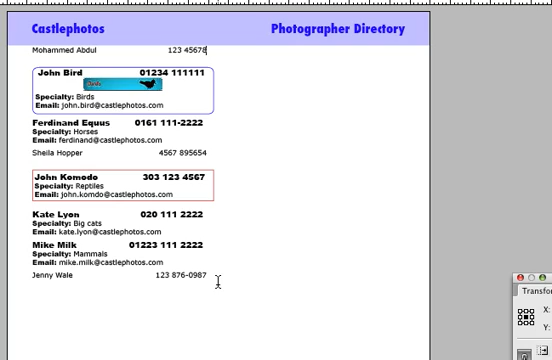 Castlephotos Photographer Directory
Mohammed Abdul 123 45678
John Bird 01234 111111
Birds
Specialty: Birds
Email: john.bird@castlephotos.com
Ferdinand Equus 0161 111-2222
Specialty: Horses
Email: ferdinand@castlephotos.com
Sheila Hopper 4567 895654
John Komodo 303 123 4567
Specialty: Reptiles
Email: john.komdo@castlephotos.com
Kate Lyon 020 111 2222
Specialty: Big cats
Email: kate.lyon@castlephotos.com
Mike Milk 01223 111 2222
Specialty: Mammals
Email: mike.milk@castlephotos.com
Jenny Wale 123 876-0987
Transfor
X:
Y: